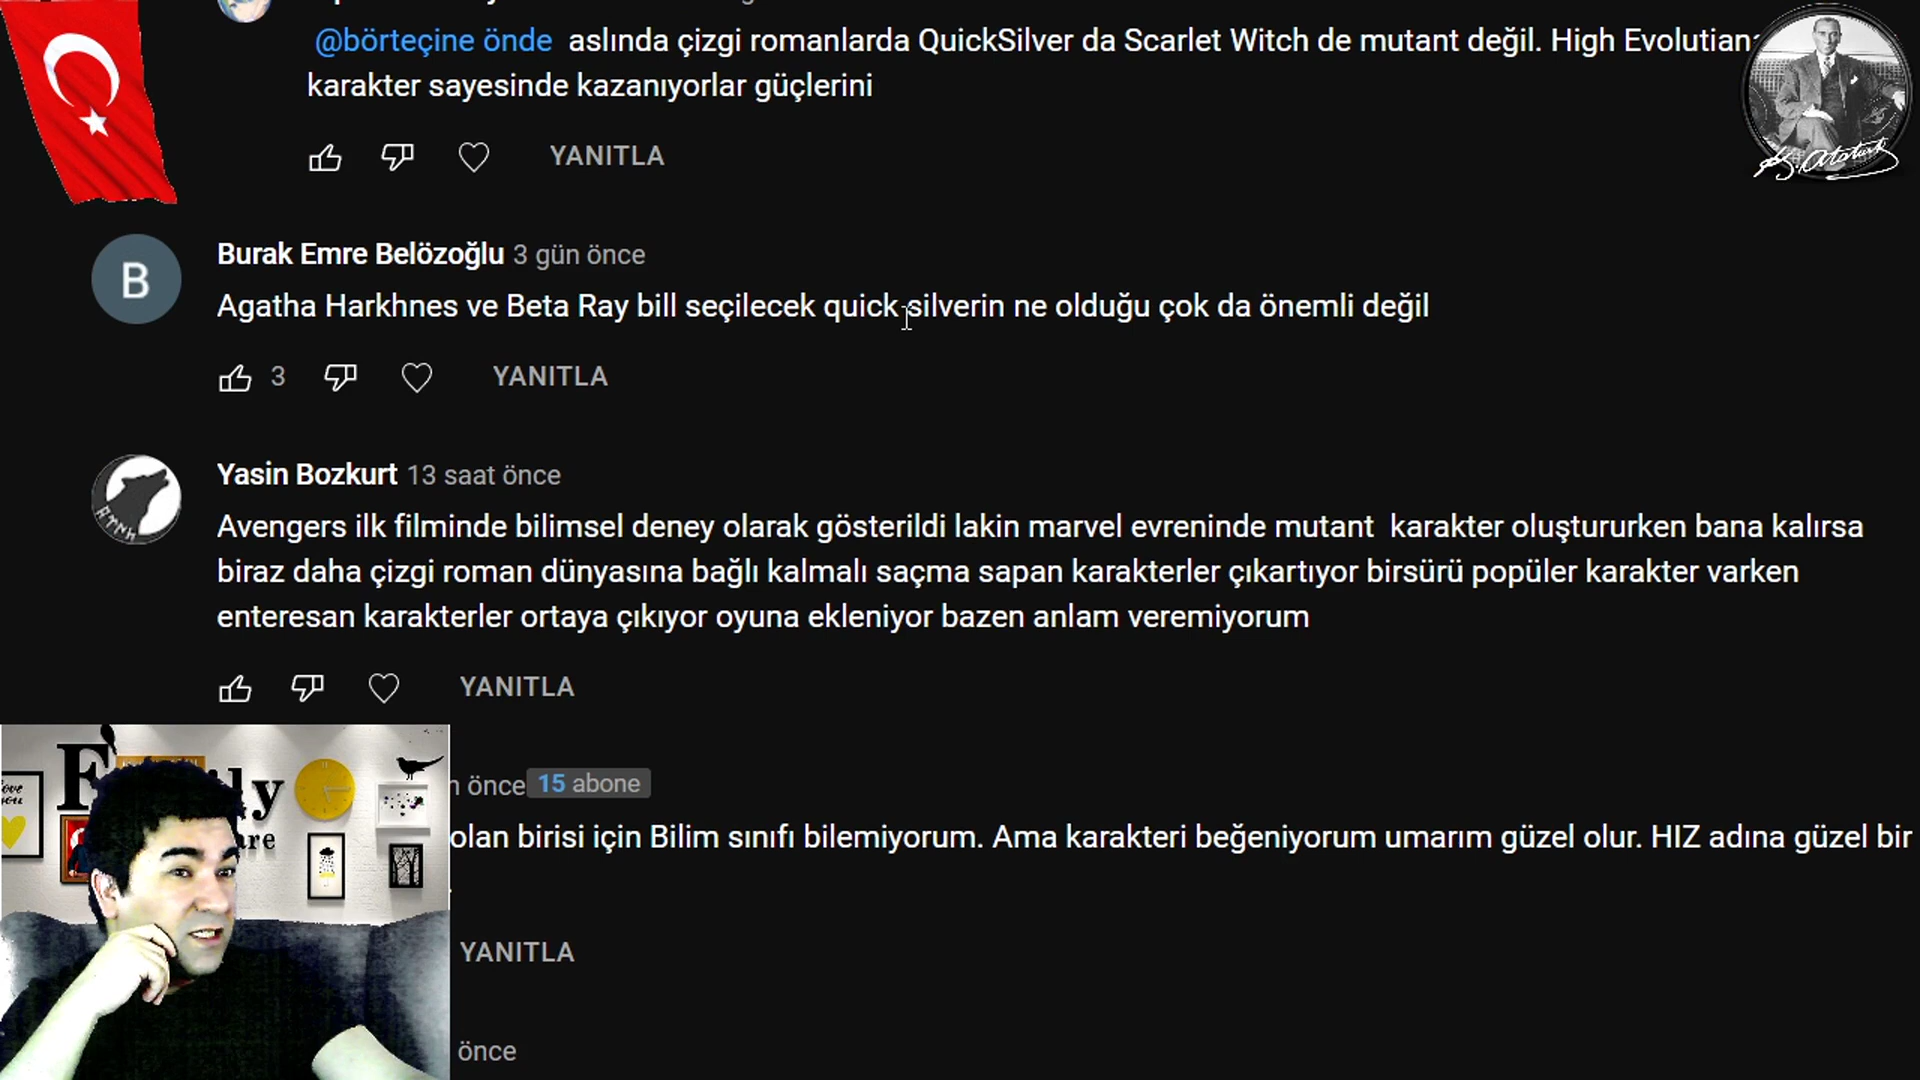 @börteçine önde aslında çizgi romanlarda QuickSilver da Scarlet Witch de mutant değil. High
karakter sayesinde kazanıyorlar güçlerini
YANITLA
K. Atatürk
B
Burak Emre Belözoğlu 3 gün önce
Agatha Harkhnes ve Beta Ray bill seçilecek quick silverin ne olduğu çok da önemli değil
3 YANITLA
Yasin Bozkurt 13 saat önce
Avengers ilk filminde bilimsel deney olarak gösterildi lakin marvel evreninde mutant karakter oluştururken bana kalırsa
biraz daha çizgi roman dünyasına bağlı kalmalı saçma sapan karakterler çıkartıyor birsürü popüler karakter varken
enteresan karakterler ortaya çıkıyor oyuna ekleniyor bazen anlam veremiyorum
YANITLA
önce 15 abone
olan birisi için Bilim sınıfı bilemiyorum. Ama karakteri beğeniyorum umarım güzel olur. HIZ adına güzel bir
YANITLA
önce